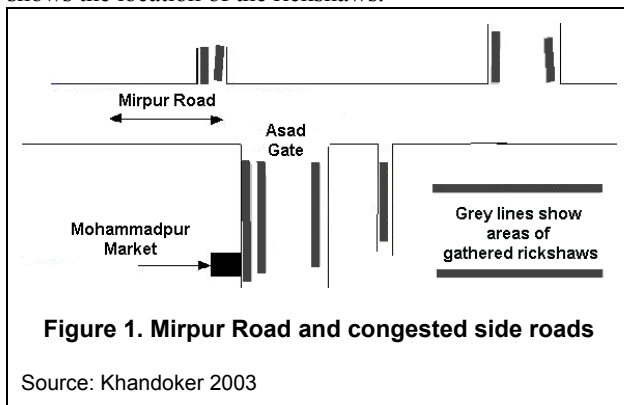 shows the location of the rickshaws.
Mirpur Road
Asad
Gate
Mohammadpur
Market
Grey lines show
areas of
gathered rickshaws
Figure 1. Mirpur Road and congested side roads
Source: Khandoker 2003